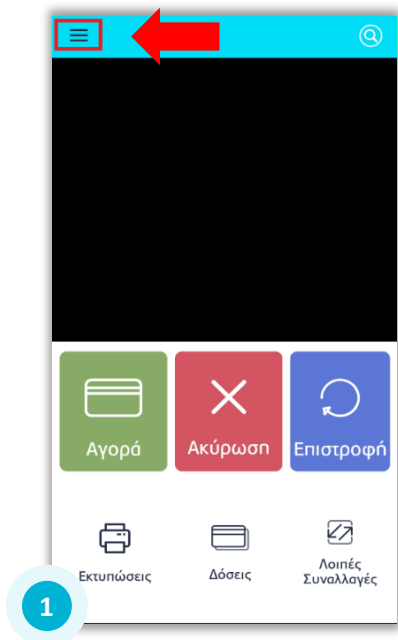 Αγορά
Ακύρωση
Επιστροφή
Εκτυπώσεις
Δόσεις
Λοιπές
Συναλλαγές
1